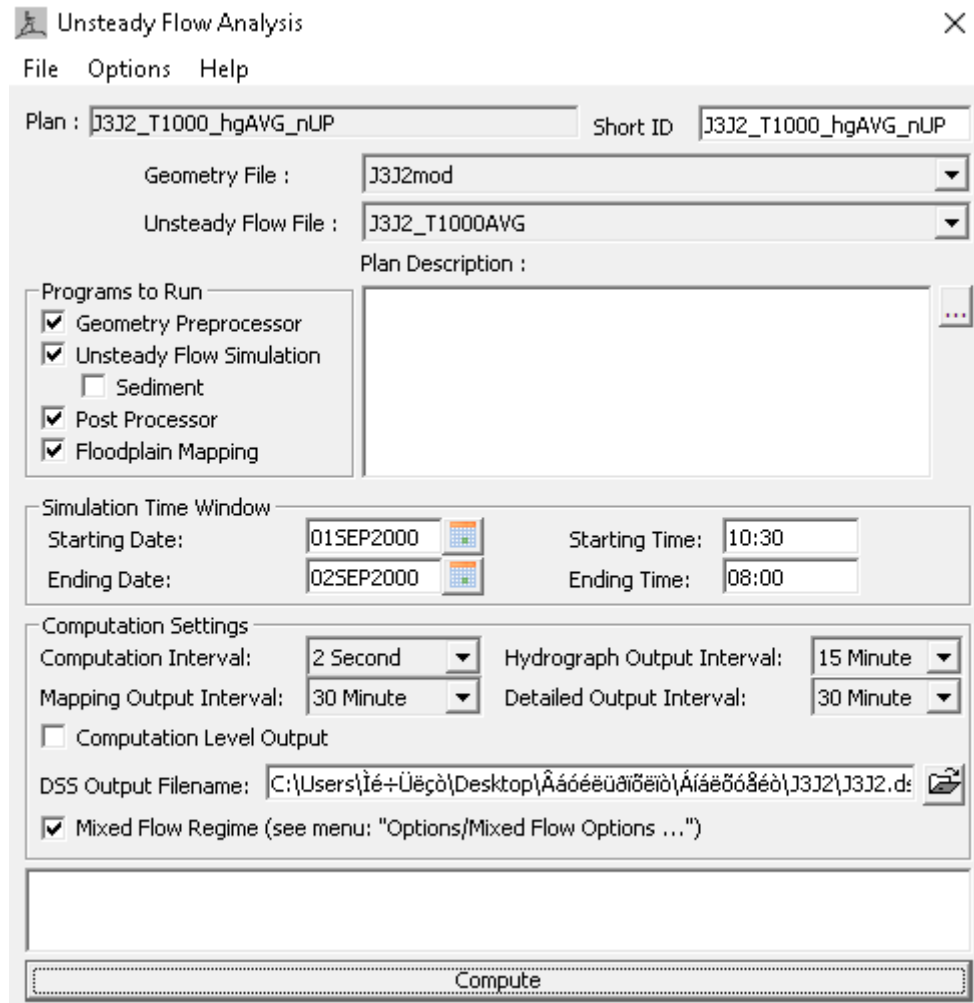 Unsteady Flow Analysis
File Options Help
Plan : J3J2_T1000_hgAVG_nUP Short ID J3J2_T1000_hgAVG_nUP
Geometry File : J3J2mod
Unsteady Flow File : J3J2_T1000AVG
Plan Description :
Programs to Run
Geometry Preprocessor
Unsteady Flow Simulation
Sediment
Post Processor
Floodplain Mapping
...
Simulation Time Window
Starting Date: 01SEP2000 Starting Time: 10:30
Ending Date: 02SEP2000 Ending Time: 08:00
Computation Settings
Computation Interval: 2 Second Hydrograph Output Interval: 15 Minute
Mapping Output Interval: 30 Minute Detailed Output Interval: 30 Minute
Computation Level Output
DSS Output Filename: C:\Users\Ìé÷Üëçò\Desktop\Âáóéëüðïõëïò\Áíáëõóåéò\J3J2\J3J2.ds
Mixed Flow Regime (see menu: "Options/Mixed Flow Options ...")
Compute